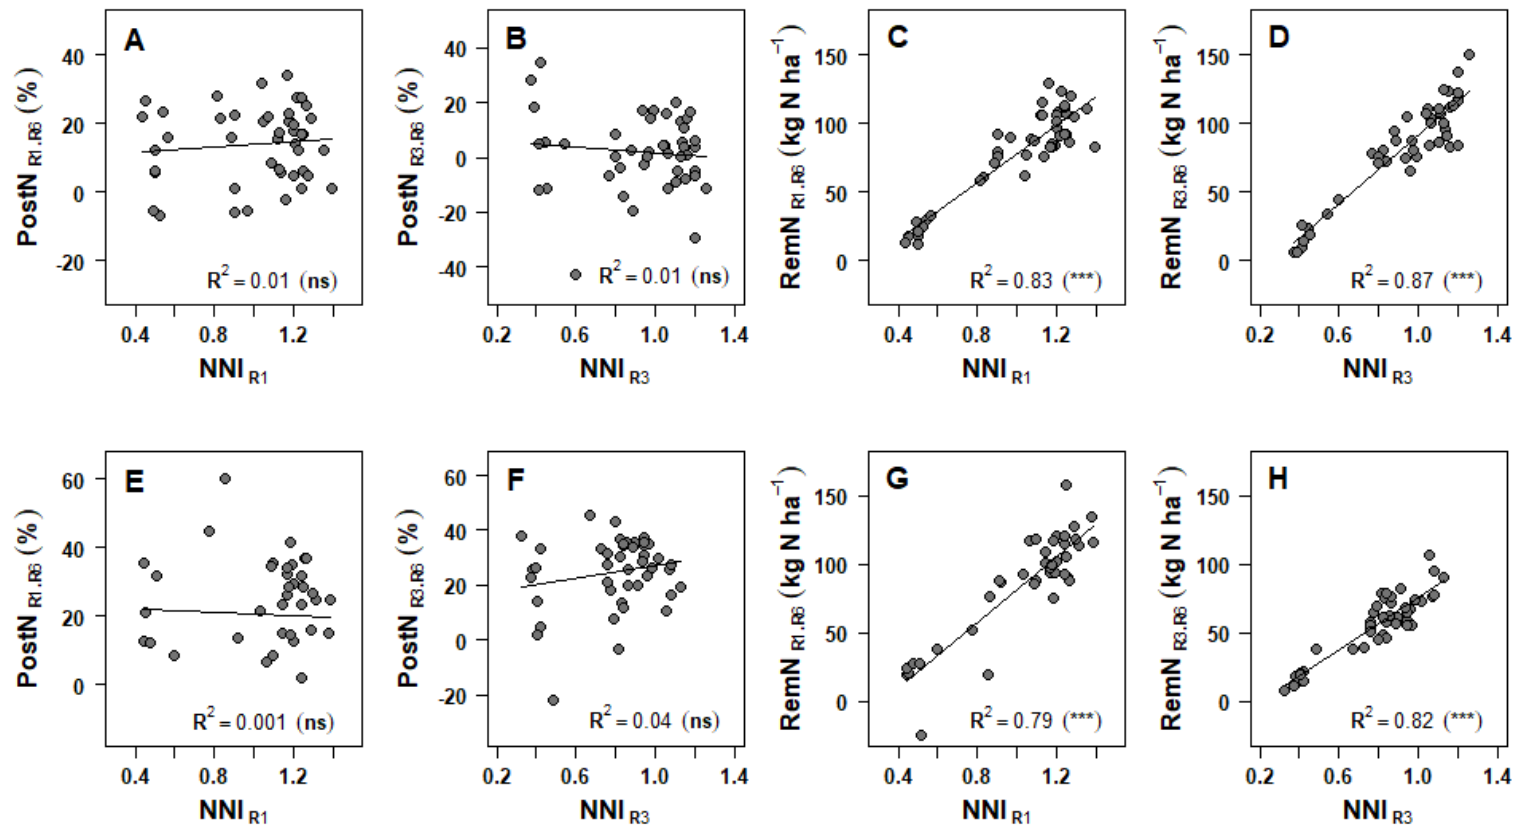 A
PostN R1.R6 (%)
40
20
0
-20
R2 = 0.01 (ns)
0.4 0.8 1.2
NNI R1
B
PostN R3.R6 (%)
40
20
0
-20
-40
R2 = 0.01 (ns)
0.2 0.6 1.0 1.4
NNI R3
C
RemN R1.R6 (kg N ha−1)
150
100
50
0
R2 = 0.83 (***)
0.4 0.8 1.2
NNI R1
D
RemN R3.R6 (kg N ha−1)
150
100
50
0
R2 = 0.87 (***)
0.2 0.6 1.0 1.4
NNI R3
E
PostN R1.R6 (%)
60
40
20
0
R2 = 0.001 (ns)
0.4 0.8 1.2
NNI R1
F
PostN R3.R6 (%)
60
40
20
0
-20
R2 = 0.04 (ns)
0.2 0.6 1.0 1.4
NNI R3
G
RemN R1.R6 (kg N ha−1)
150
100
50
0
R2 = 0.79 (***)
0.4 0.8 1.2
NNI R1
H
RemN R3.R6 (kg N ha−1)
150
100
50
0
R2 = 0.82 (***)
0.2 0.6 1.0 1.4
NNI R3